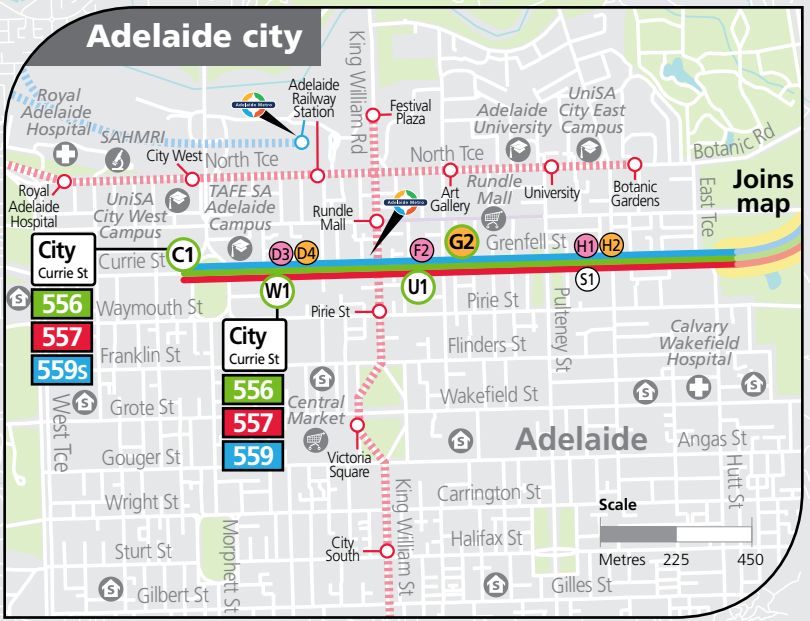 Adelaide city
King William Rd
Adelaide
Railway
Station
Festival
Plaza
Adelaide Metro
Royal
Adelaide
Hospital
SAHMRI
City West
North Tce
North Tce
Adelaide
University
UniSA
City East
Campus
Botanic Rd
Royal
Adelaide
Hospital
UniSA
City West
Campus
TAFE SA
Adelaide
Campus
Rundle
Mall
Adelaide Metro
Art
Gallery
Rundle
Mall
University
Botanic
Gardens
East Tce
Joins
map
City
Currie St
556
557
559s
Currie St
C1
D3
D4
F2
G2
Grenfell St
H1
H2
W1
U1
S1
City
Currie St
556
557
559
Waymouth St
Pirie St
Pirie St
Pulteney St
Franklin St
Flinders St
Calvary
Wakefield
Hospital
S
S
S
S
S
West Tce
Grote St
Central
Market
Wakefield St
S
Adelaide
Angas St
Gouger St
Victoria
Square
Hutt St
Wright St
King William St
Carrington St
Scale
Metres 225 450
Sturt St
Morphett St
City
South
Halifax St
S
Gilbert St
S
Gilles St